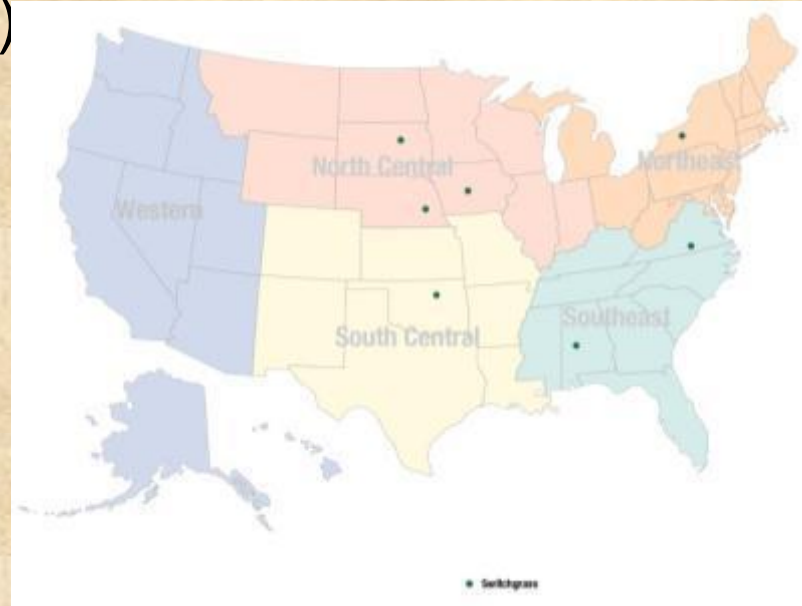 )
North Central
Northeast
Western
Southeast
South Central
Switchgrass